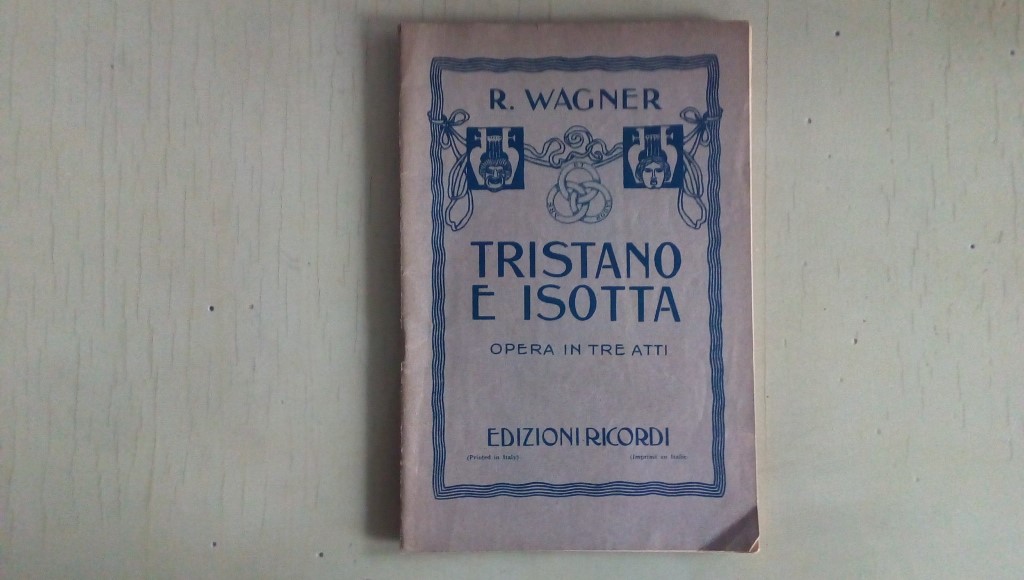 R. WAGNER
TRISTANO
E ISOTTA
OPERA IN TRE ATTI
EDIZIONI RICORDI
(Printed in Italy) (Imprimé en Italie)